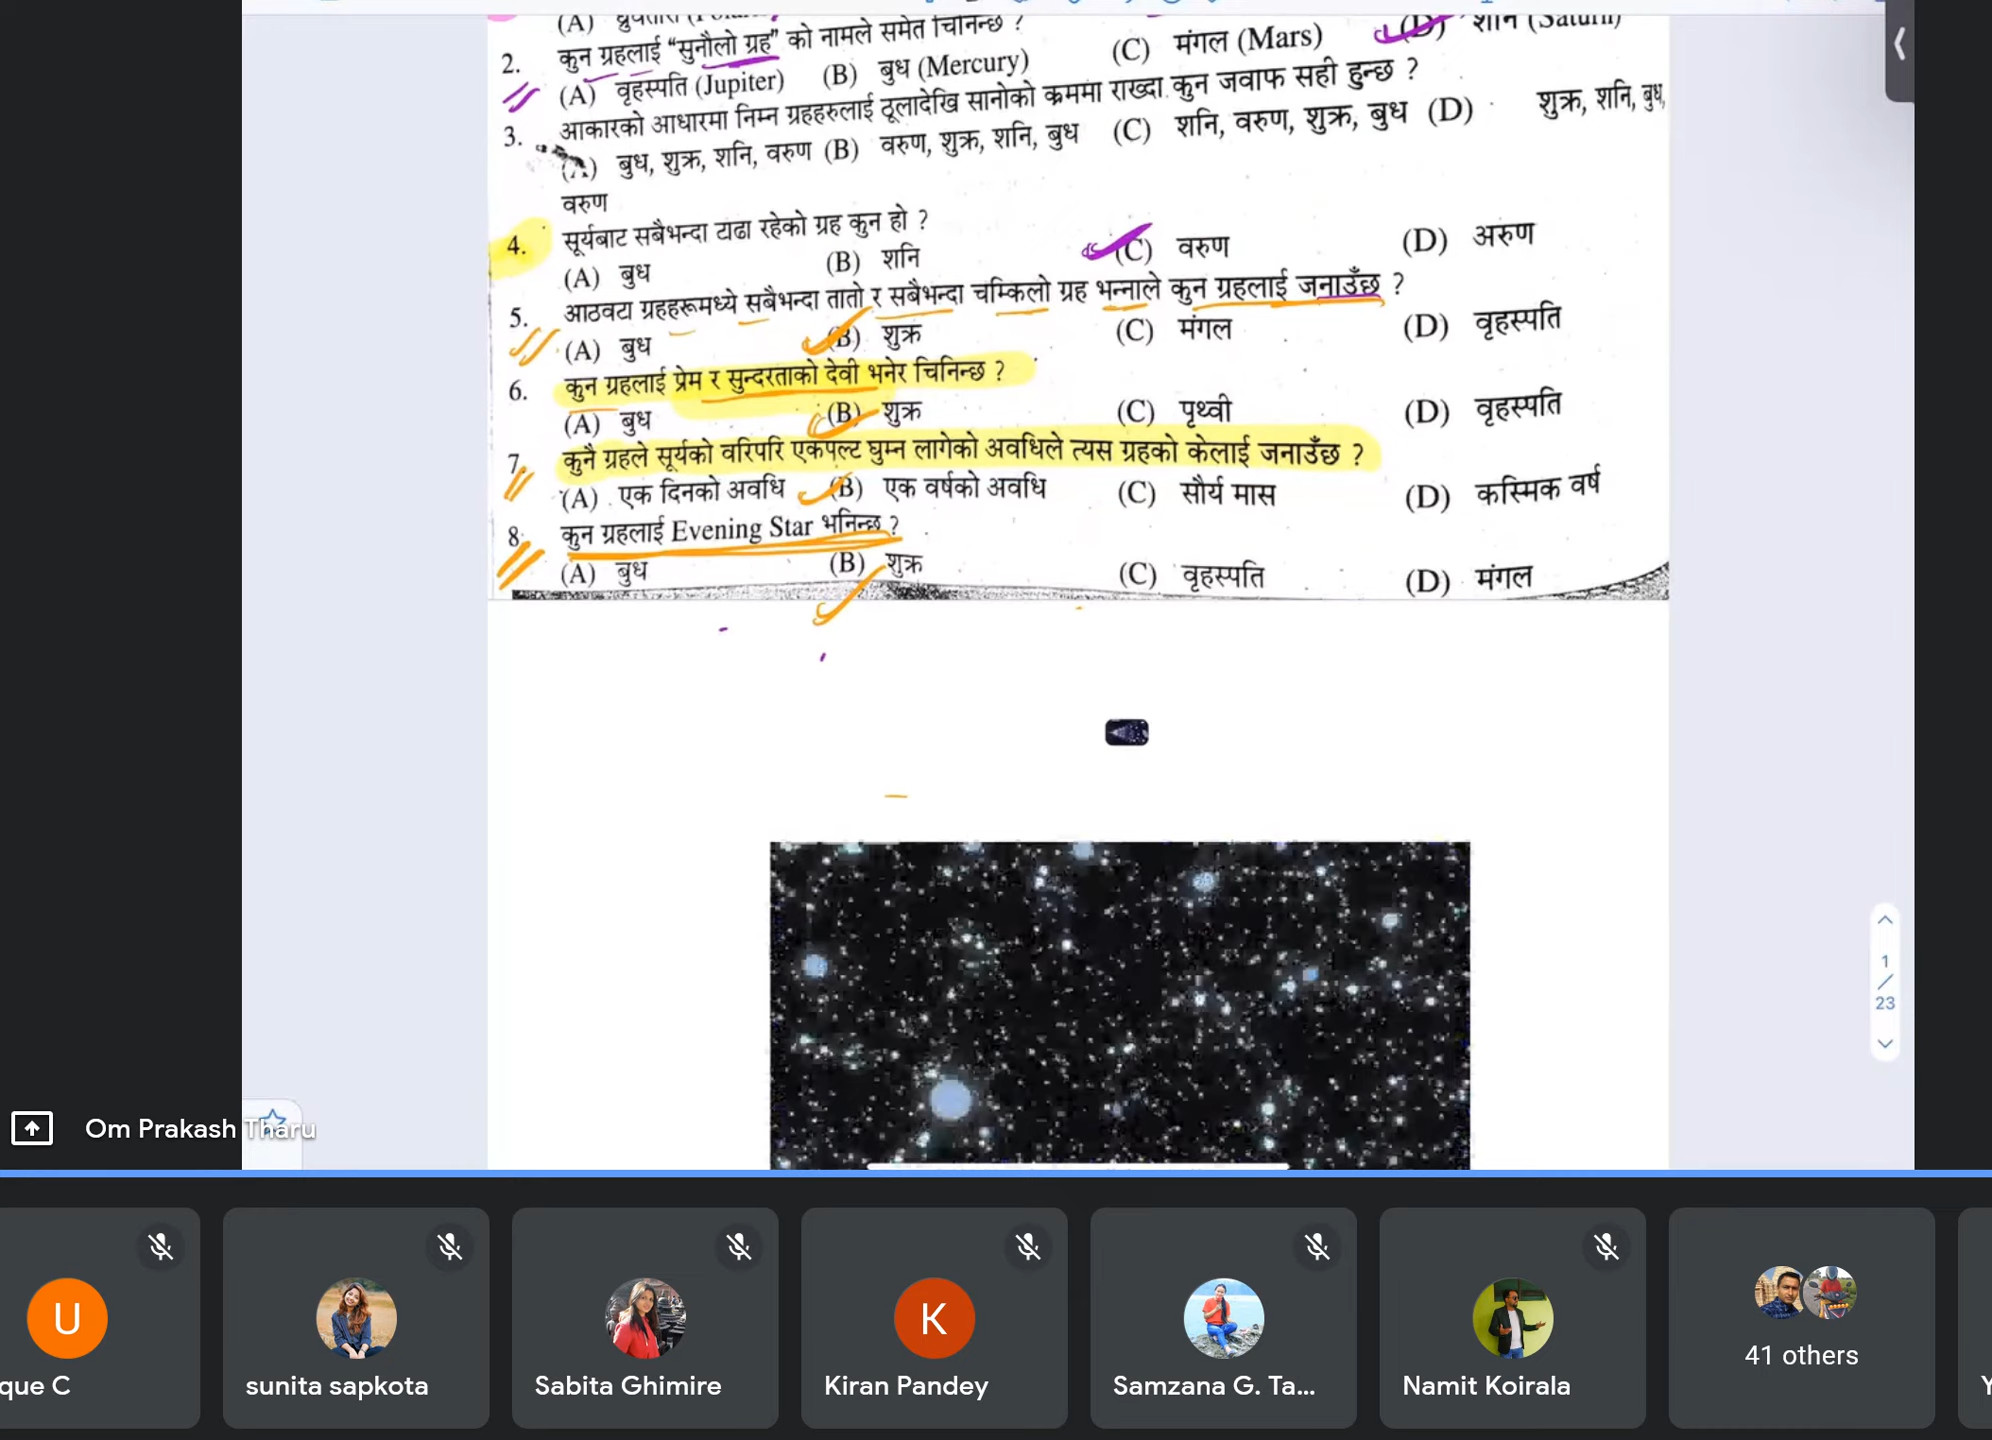 2. कुन ग्रहलाई “सुनौलो ग्रह” को नामले समेत चिनिन्छ ?
(A) वृहस्पति (Jupiter) (B) बुध (Mercury) (C) मंगल (Mars) (D) शनि (Saturn)
3. आकारको आधारमा निम्न ग्रहहरुलाई ठूलादेखि सानोको क्रममा राख्दा कुन जवाफ सही हुन्छ ?
(A) बुध, शुक्र, शनि, वरुण (B) वरुण, शुक्र, शनि, बुध (C) शनि, वरुण, शुक्र, बुध (D) शुक्र, शनि, बुध,
वरुण
4. सूर्यबाट सबैभन्दा टाढा रहेको ग्रह कुन हो ?
(A) बुध (B) शनि (C) वरुण (D) अरुण
5. आठवटा ग्रहहरूमध्ये सबैभन्दा तातो र सबैभन्दा चम्किलो ग्रह भन्नाले कुन ग्रहलाई जनाउँछ ?
(A) बुध (B) शुक्र (C) मंगल (D) वृहस्पति
6. कुन ग्रहलाई प्रेम र सुन्दरताको देवी भनेर चिनिन्छ ?
(A) बुध (B) शुक्र (C) पृथ्वी (D) वृहस्पति
7. कुनै ग्रहले सूर्यको वरिपरि एकपल्ट घुम्न लागेको अवधिले त्यस ग्रहको केलाई जनाउँछ ?
(A) एक दिनको अवधि (B) एक वर्षको अवधि (C) सौर्य मास (D) कस्मिक वर्ष
8. कुन ग्रहलाई Evening Star भनिन्छ ?
(A) बुध (B) शुक्र (C) वृहस्पति (D) मंगल
1
/
23
Om Prakash Tharu
U
K
que C
sunita sapkota
Sabita Ghimire
Kiran Pandey
Samzana G. Ta...
Namit Koirala
41 others
Y